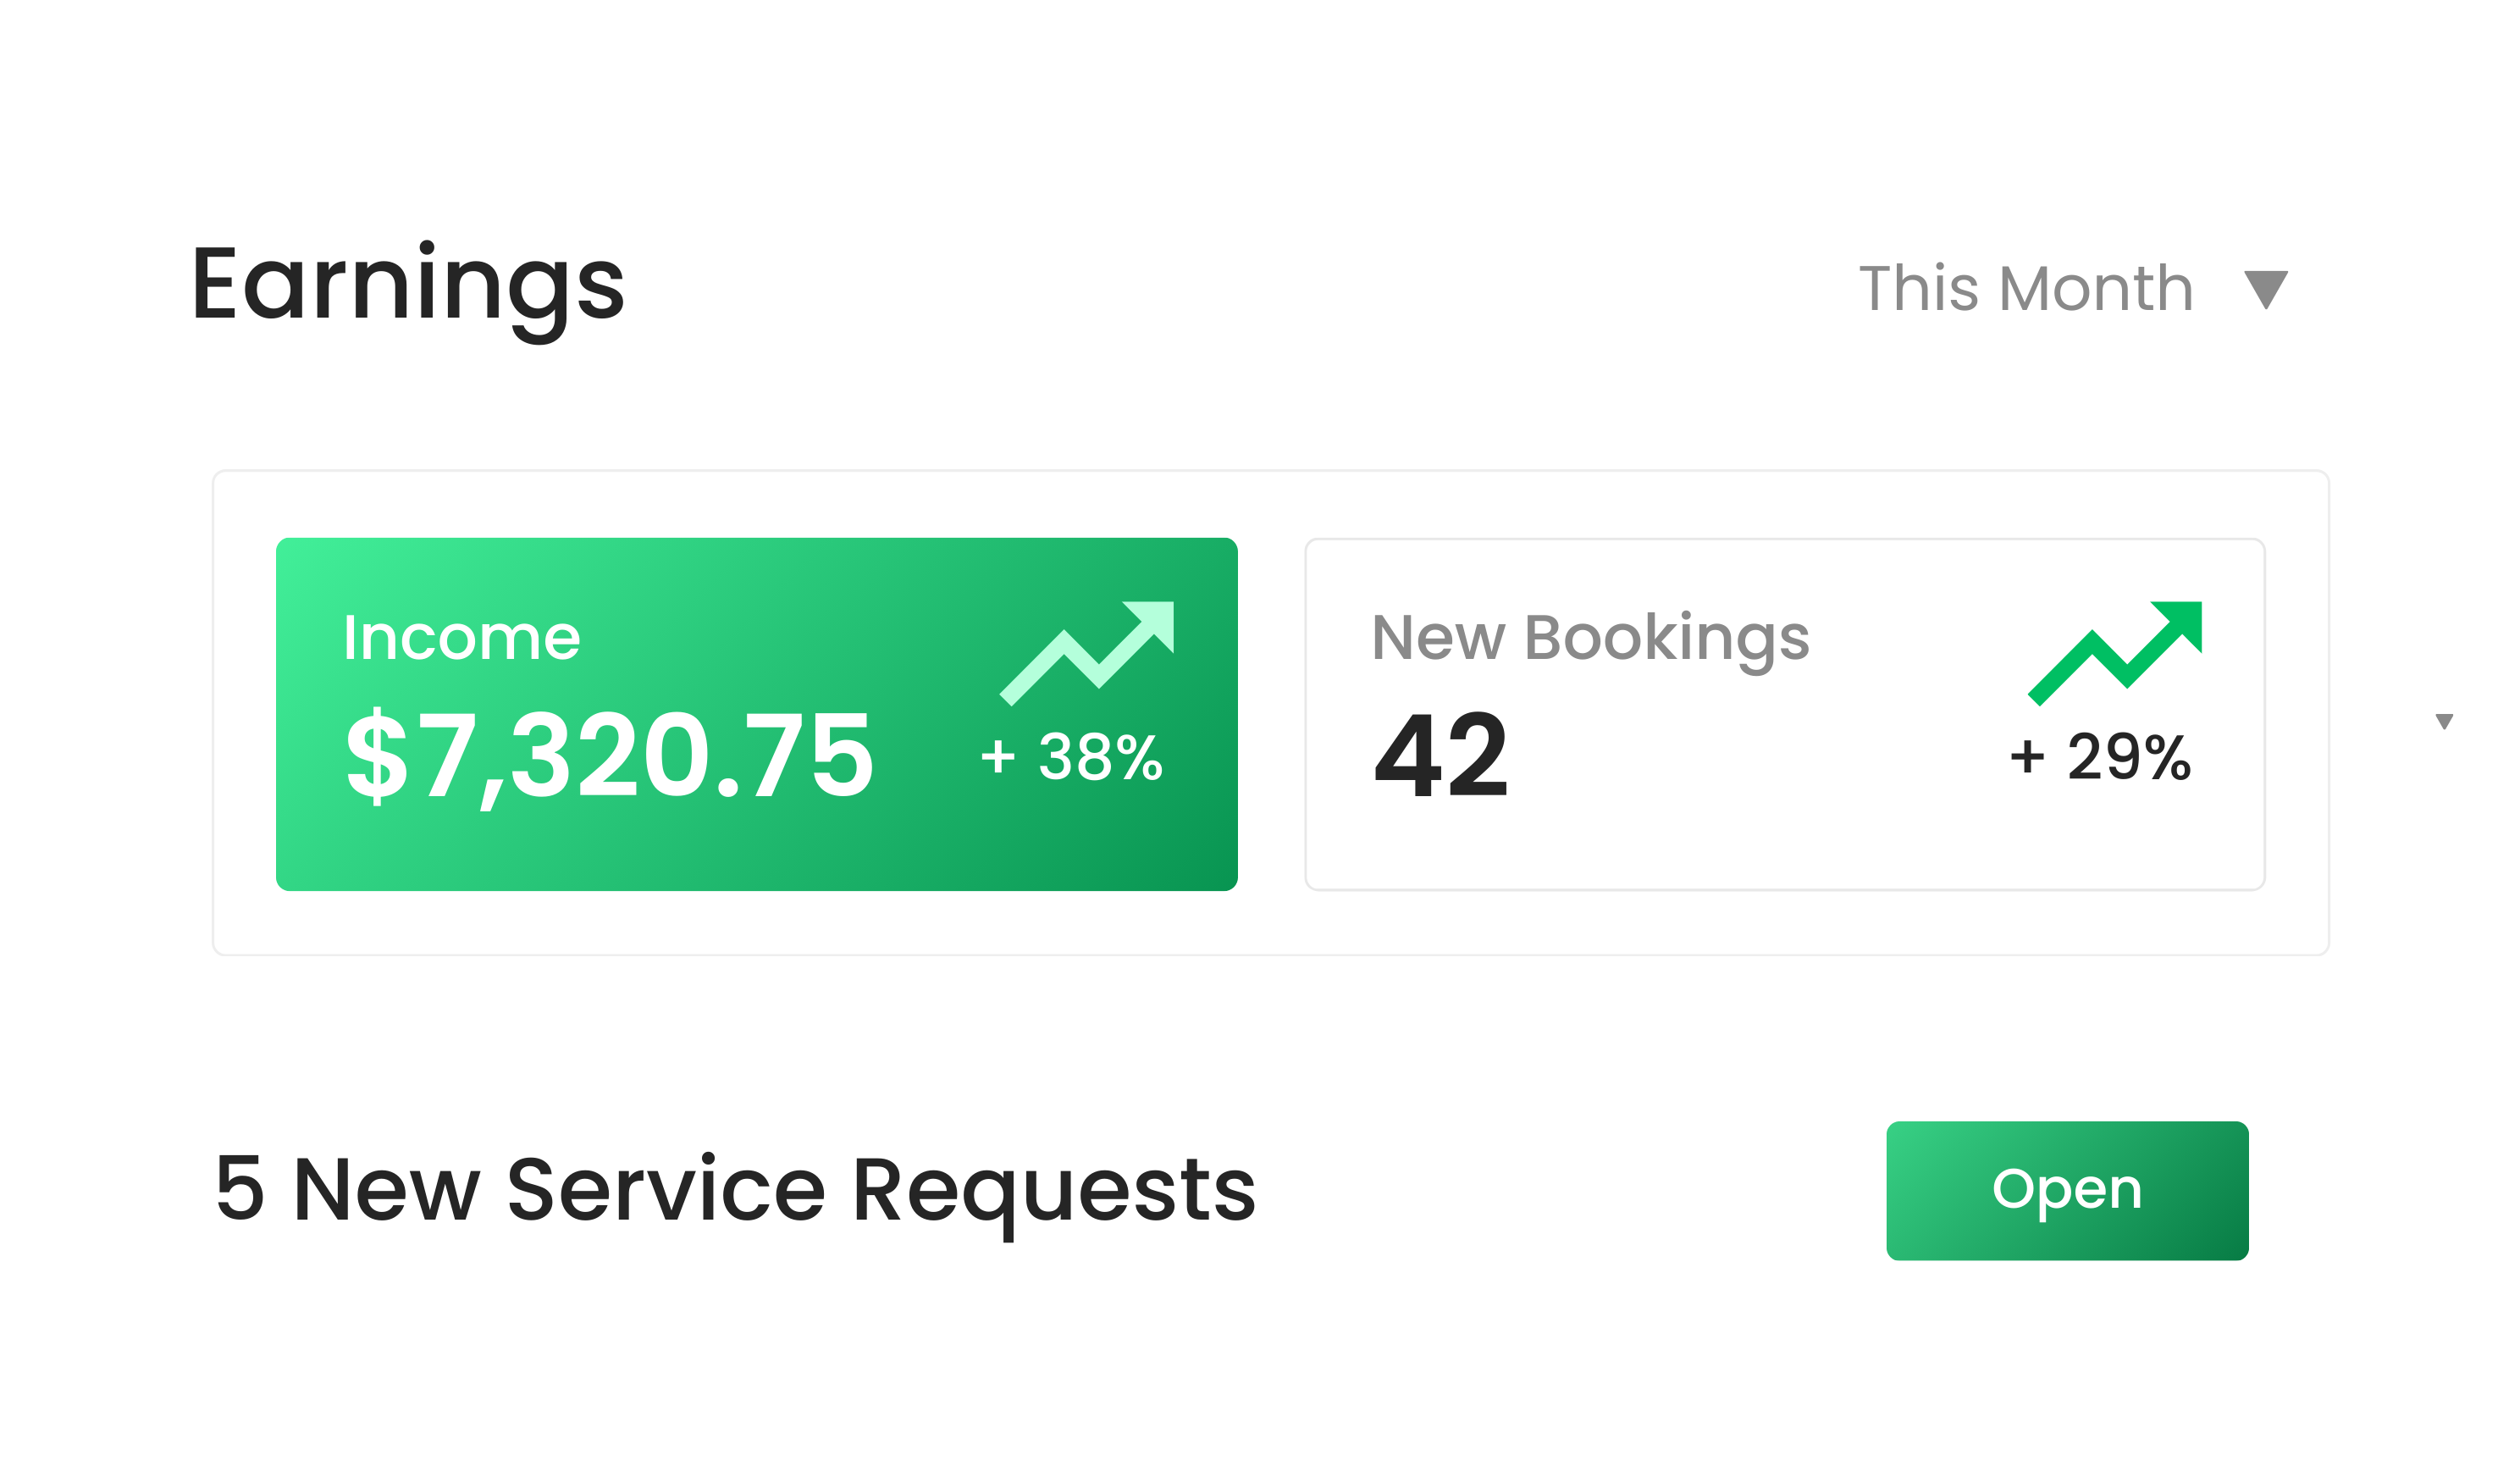 Earnings
This Month
Income
$7,320.75
+ 38%
New Bookings
42
+ 29%
5 New Service Requests
Open